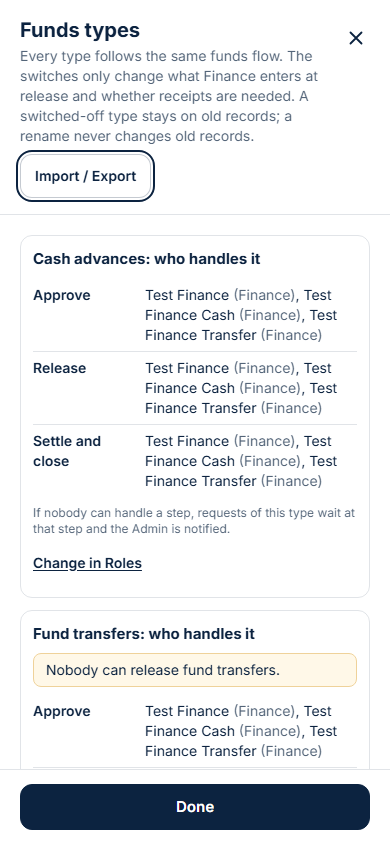 Funds types
Every type follows the same funds flow. The
switches only change what Finance enters at
release and whether receipts are needed. A
switched-off type stays on old records; a
rename never changes old records.
Import / Export
Cash advances: who handles it
Approve
Test Finance (Finance), Test
Finance Cash (Finance), Test
Finance Transfer (Finance)
Release
Test Finance (Finance), Test
Finance Cash (Finance), Test
Finance Transfer (Finance)
Settle and
close
Test Finance (Finance), Test
Finance Cash (Finance), Test
Finance Transfer (Finance)
If nobody can handle a step, requests of this type wait at
that step and the Admin is notified.
Change in Roles
Fund transfers: who handles it
Nobody can release fund transfers.
Approve
Test Finance (Finance), Test
Finance Cash (Finance), Test
Finance Transfer (Finance)
Done